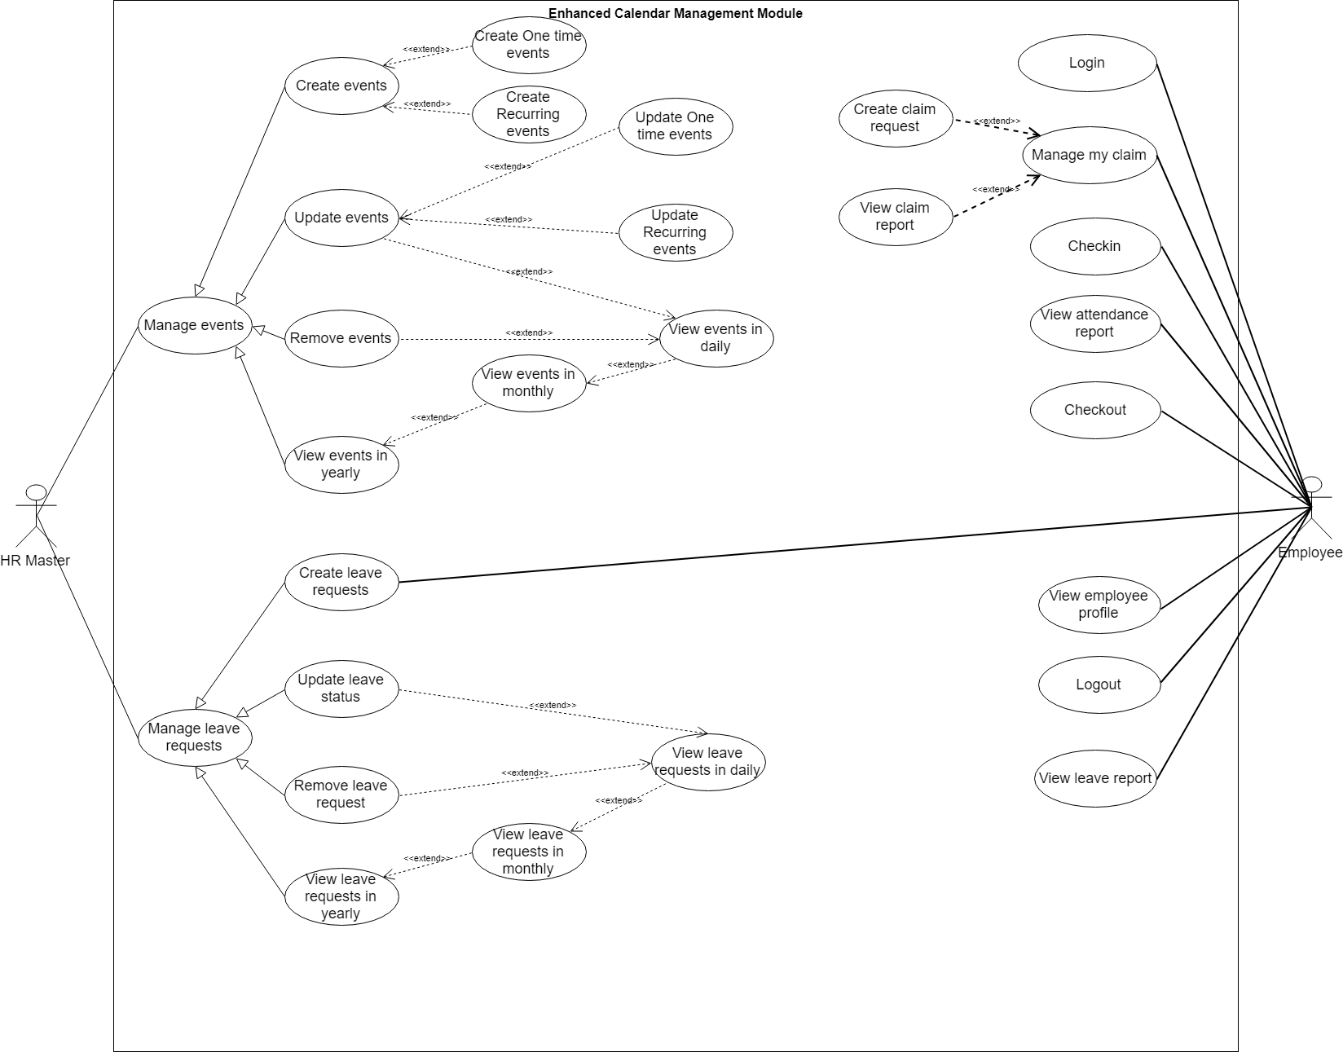 Enhanced Calendar Management Module
Create One time
events
<<extend>>
Create events
Create
Recurring
events
<<extend>>
Update One
time events
<<extend>>
Update events
Update
Recurring
events
<<extend>>
<<extend>>
Manage events
Remove events
<<extend>>
View events in
daily
<<extend>>
View events in
monthly
<<extend>>
View events in
yearly
HR Master
Create leave
requests
Update leave
status
<<extend>>
Manage leave
requests
View leave
requests in daily
<<extend>>
Remove leave
request
<<extend>>
View leave
requests in
monthly
<<extend>>
View leave
requests in
yearly
Login
Create claim
request
<<extend>>
Manage my claim
<<extend>>
View claim
report
Checkin
View attendance
report
Checkout
Employee
View employee
profile
Logout
View leave report